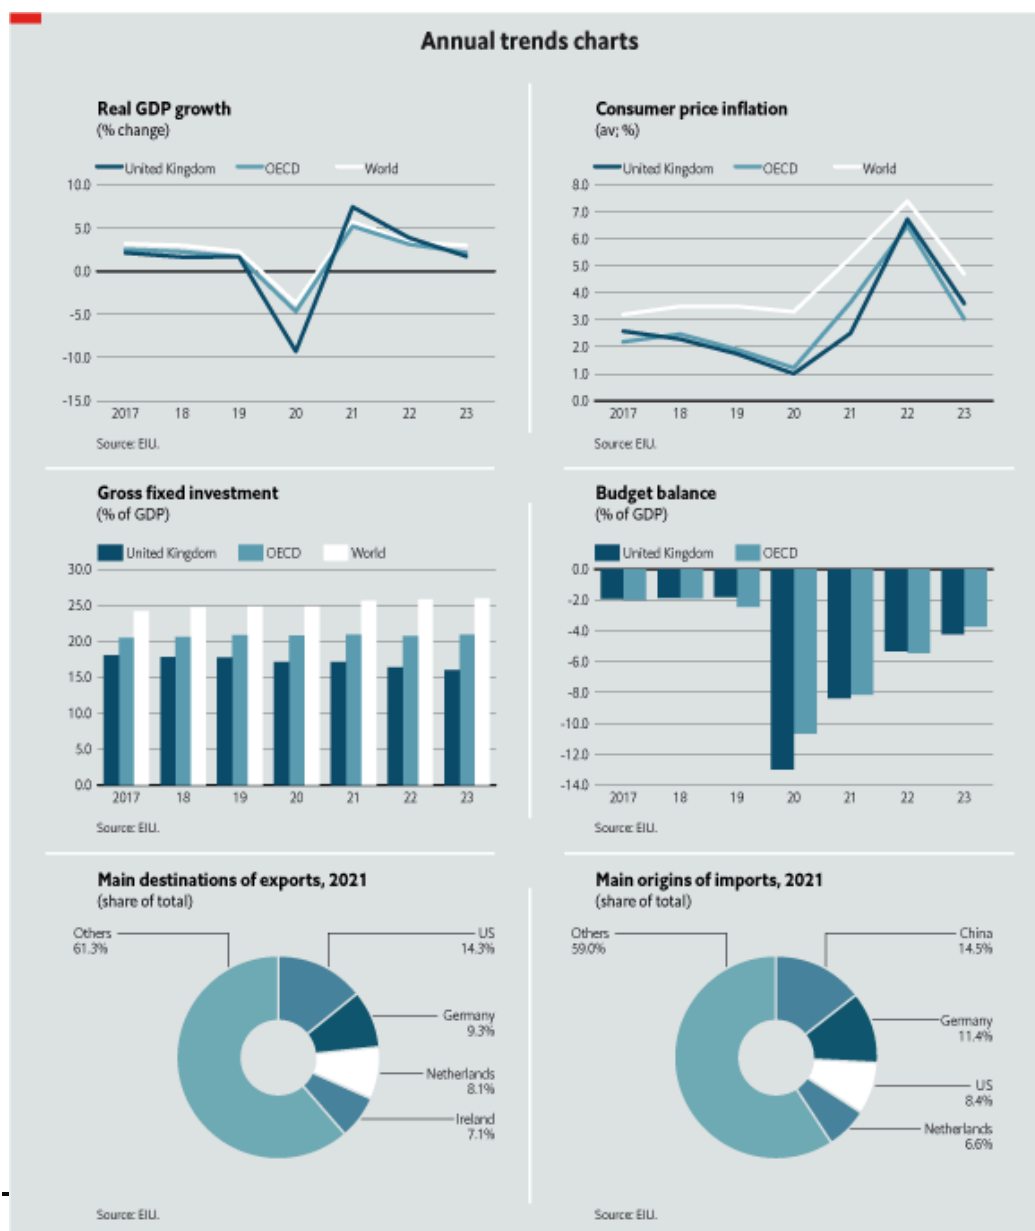 Annual trends charts
Real GDP growth
(% change)
United Kingdom OECD World
10.0
5.0
0.0
-5.0
-10.0
-15.0
2017 18 19 20 21 22 23
Source: EIU.
Consumer price inflation
(av; %)
United Kingdom OECD World
8.0
7.0
6.0
5.0
4.0
3.0
2.0
1.0
0.0
2017 18 19 20 21 22 23
Source: EIU.
Gross fixed investment
(% of GDP)
United Kingdom OECD World
30.0
25.0
20.0
15.0
10.0
5.0
0.0
2017 18 19 20 21 22 23
Source: EIU.
Budget balance
(% of GDP)
United Kingdom OECD
0.0
-2.0
-4.0
-6.0
-8.0
-10.0
-12.0
-14.0
2017 18 19 20 21 22 23
Source: EIU.
Main destinations of exports, 2021
(share of total)
Others
61.3%
US
14.3%
Germany
9.3%
Netherlands
8.1%
Ireland
7.1%
Source: EIU.
Main origins of imports, 2021
(share of total)
Others
59.0%
China
14.5%
Germany
11.4%
US
8.4%
Netherlands
6.6%
Source: EIU.